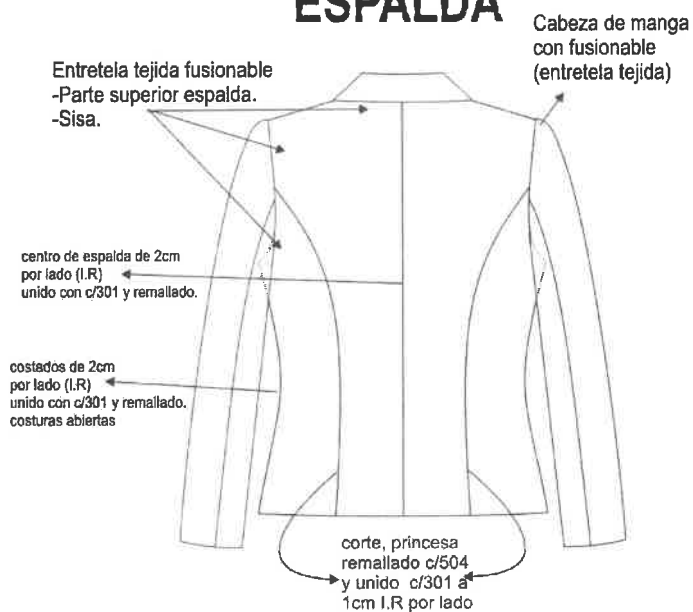 ESPALDA
Cabeza de manga
con fusionable
(entretela tejida)
Entretela tejida fusionable
-Parte superior espalda.
-Sisa.
centro de espalda de 2cm
por lado (I.R)
unido con c/301 y remallado.
costados de 2cm
por lado (I.R)
unido con c/301 y remallado.
costuras abiertas
corte, princesa
remallado c/504
y unido c/301 a
1cm I.R por lado